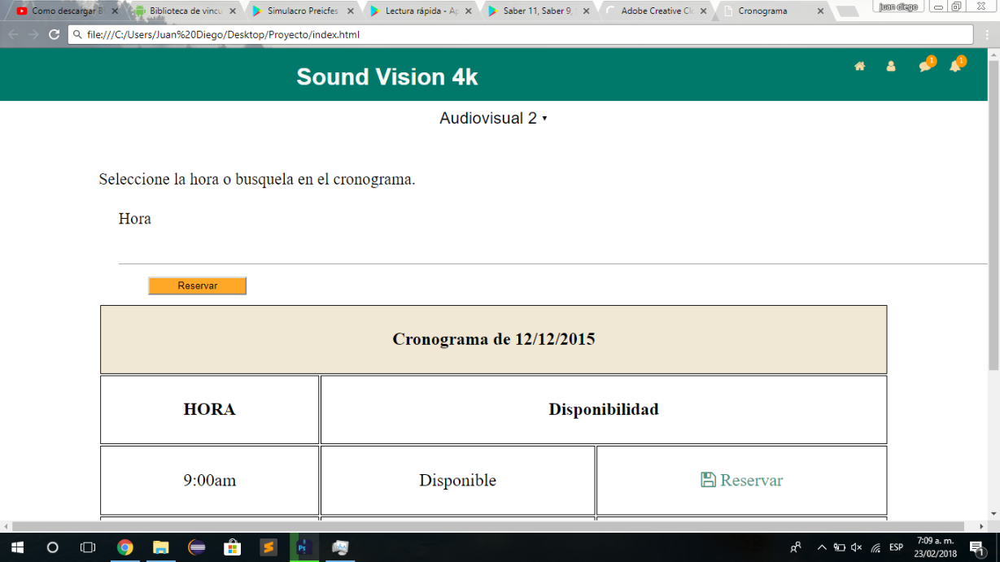 Como descargar B
Biblioteca de vincu
Simulacro Preicfes
Lectura rápida - Ap
Saber 11, Saber 9,
Adobe Creative Clo
Cronograma
juan diego
file:///C:/Users/Juan%20Diego/Desktop/Proyecto/index.html
Sound Vision 4k
1
1
Audiovisual 2
Seleccione la hora o busquela en el cronograma.
Hora
Reservar
Cronograma de 12/12/2015
HORA
Disponibilidad
9:00am
Disponible
Reservar
Ps
ESP
7:09 a. m.
23/02/2018
1